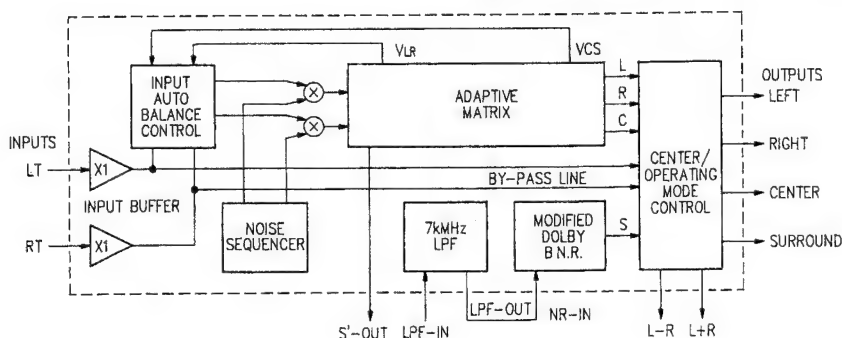 VLR
VCS
INPUT
AUTO
BALANCE
CONTROL
X
X
ADAPTIVE
MATRIX
L
R
C
CENTER/
OPERATING
MODE
CONTROL
OUTPUTS
LEFT
RIGHT
CENTER
SURROUND
INPUTS
LT
X1
RT
X1
INPUT BUFFER
BY-PASS LINE
NOISE
SEQUENCER
7kMHz
LPF
MODIFIED
DOLBY
B N.R.
S
S'-OUT
LPF-IN
LPF-OUT
NR-IN
L-R
L+R